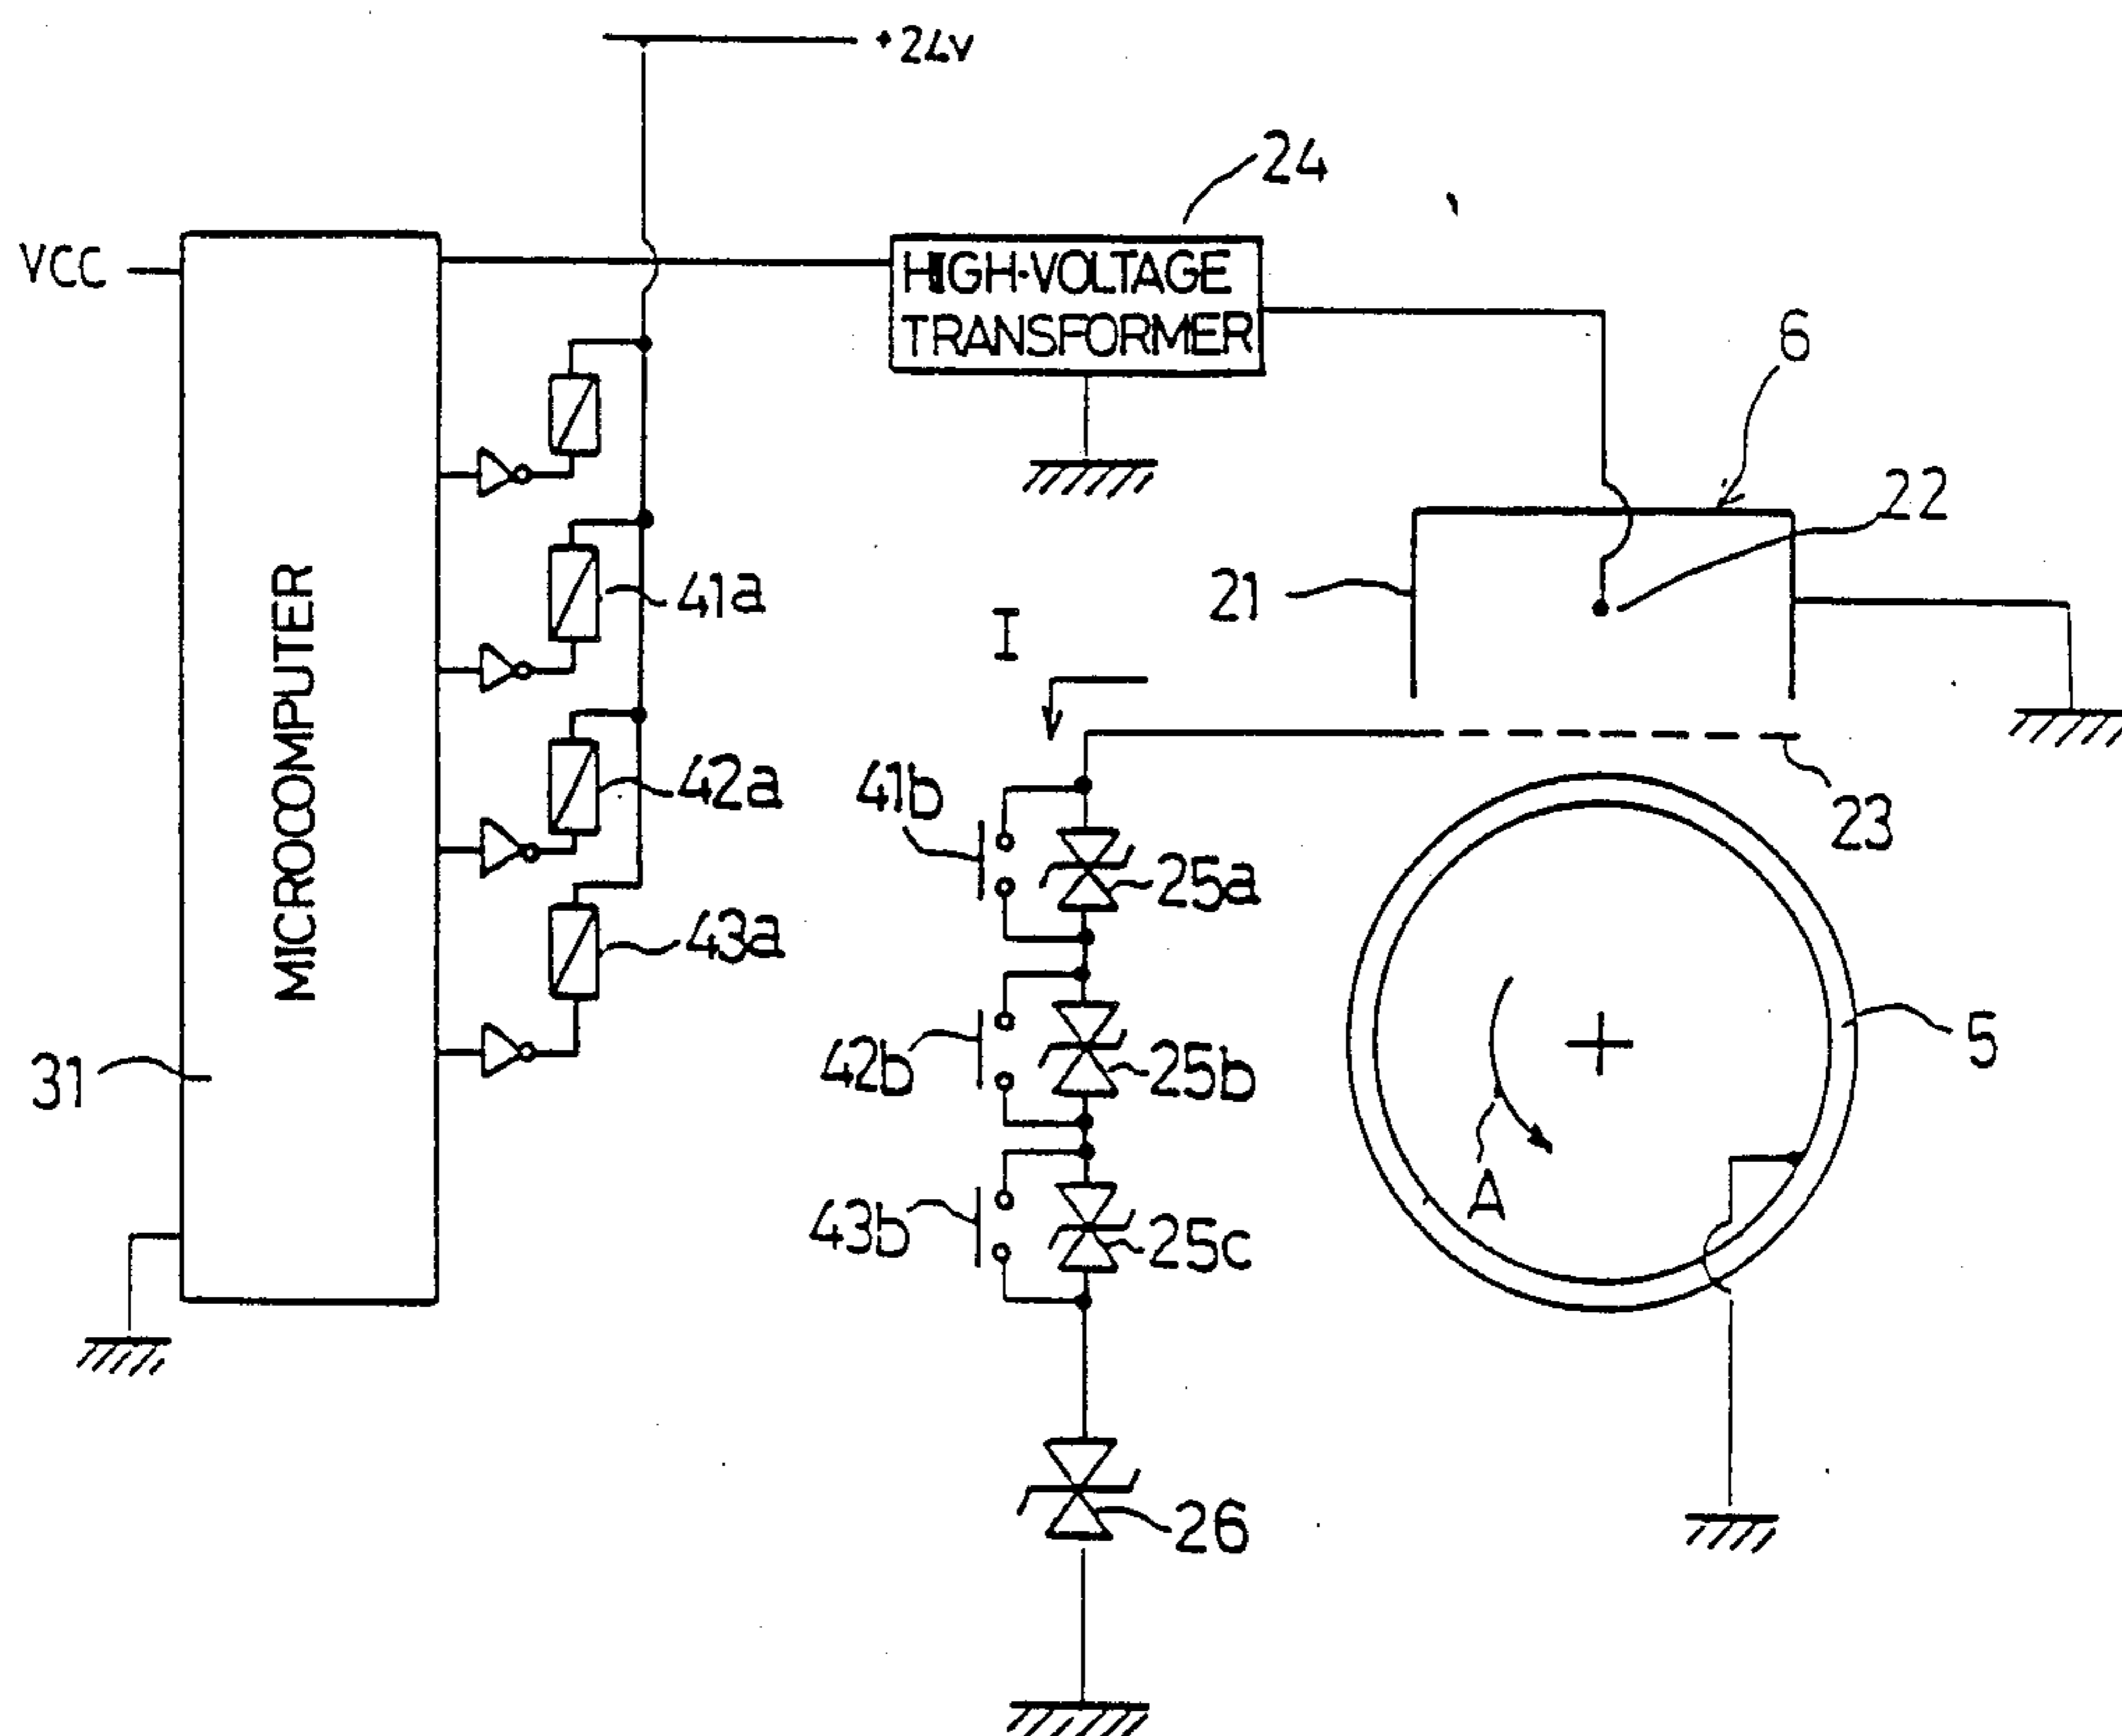 +24V
24
VCC
HIGH-VOLTAGE
TRANSFORMER
6
22
21
41a
I
MICROCOMPUTER
42a
41b
23
25a
43a
5
31
42b
25b
A
43b
25c
26